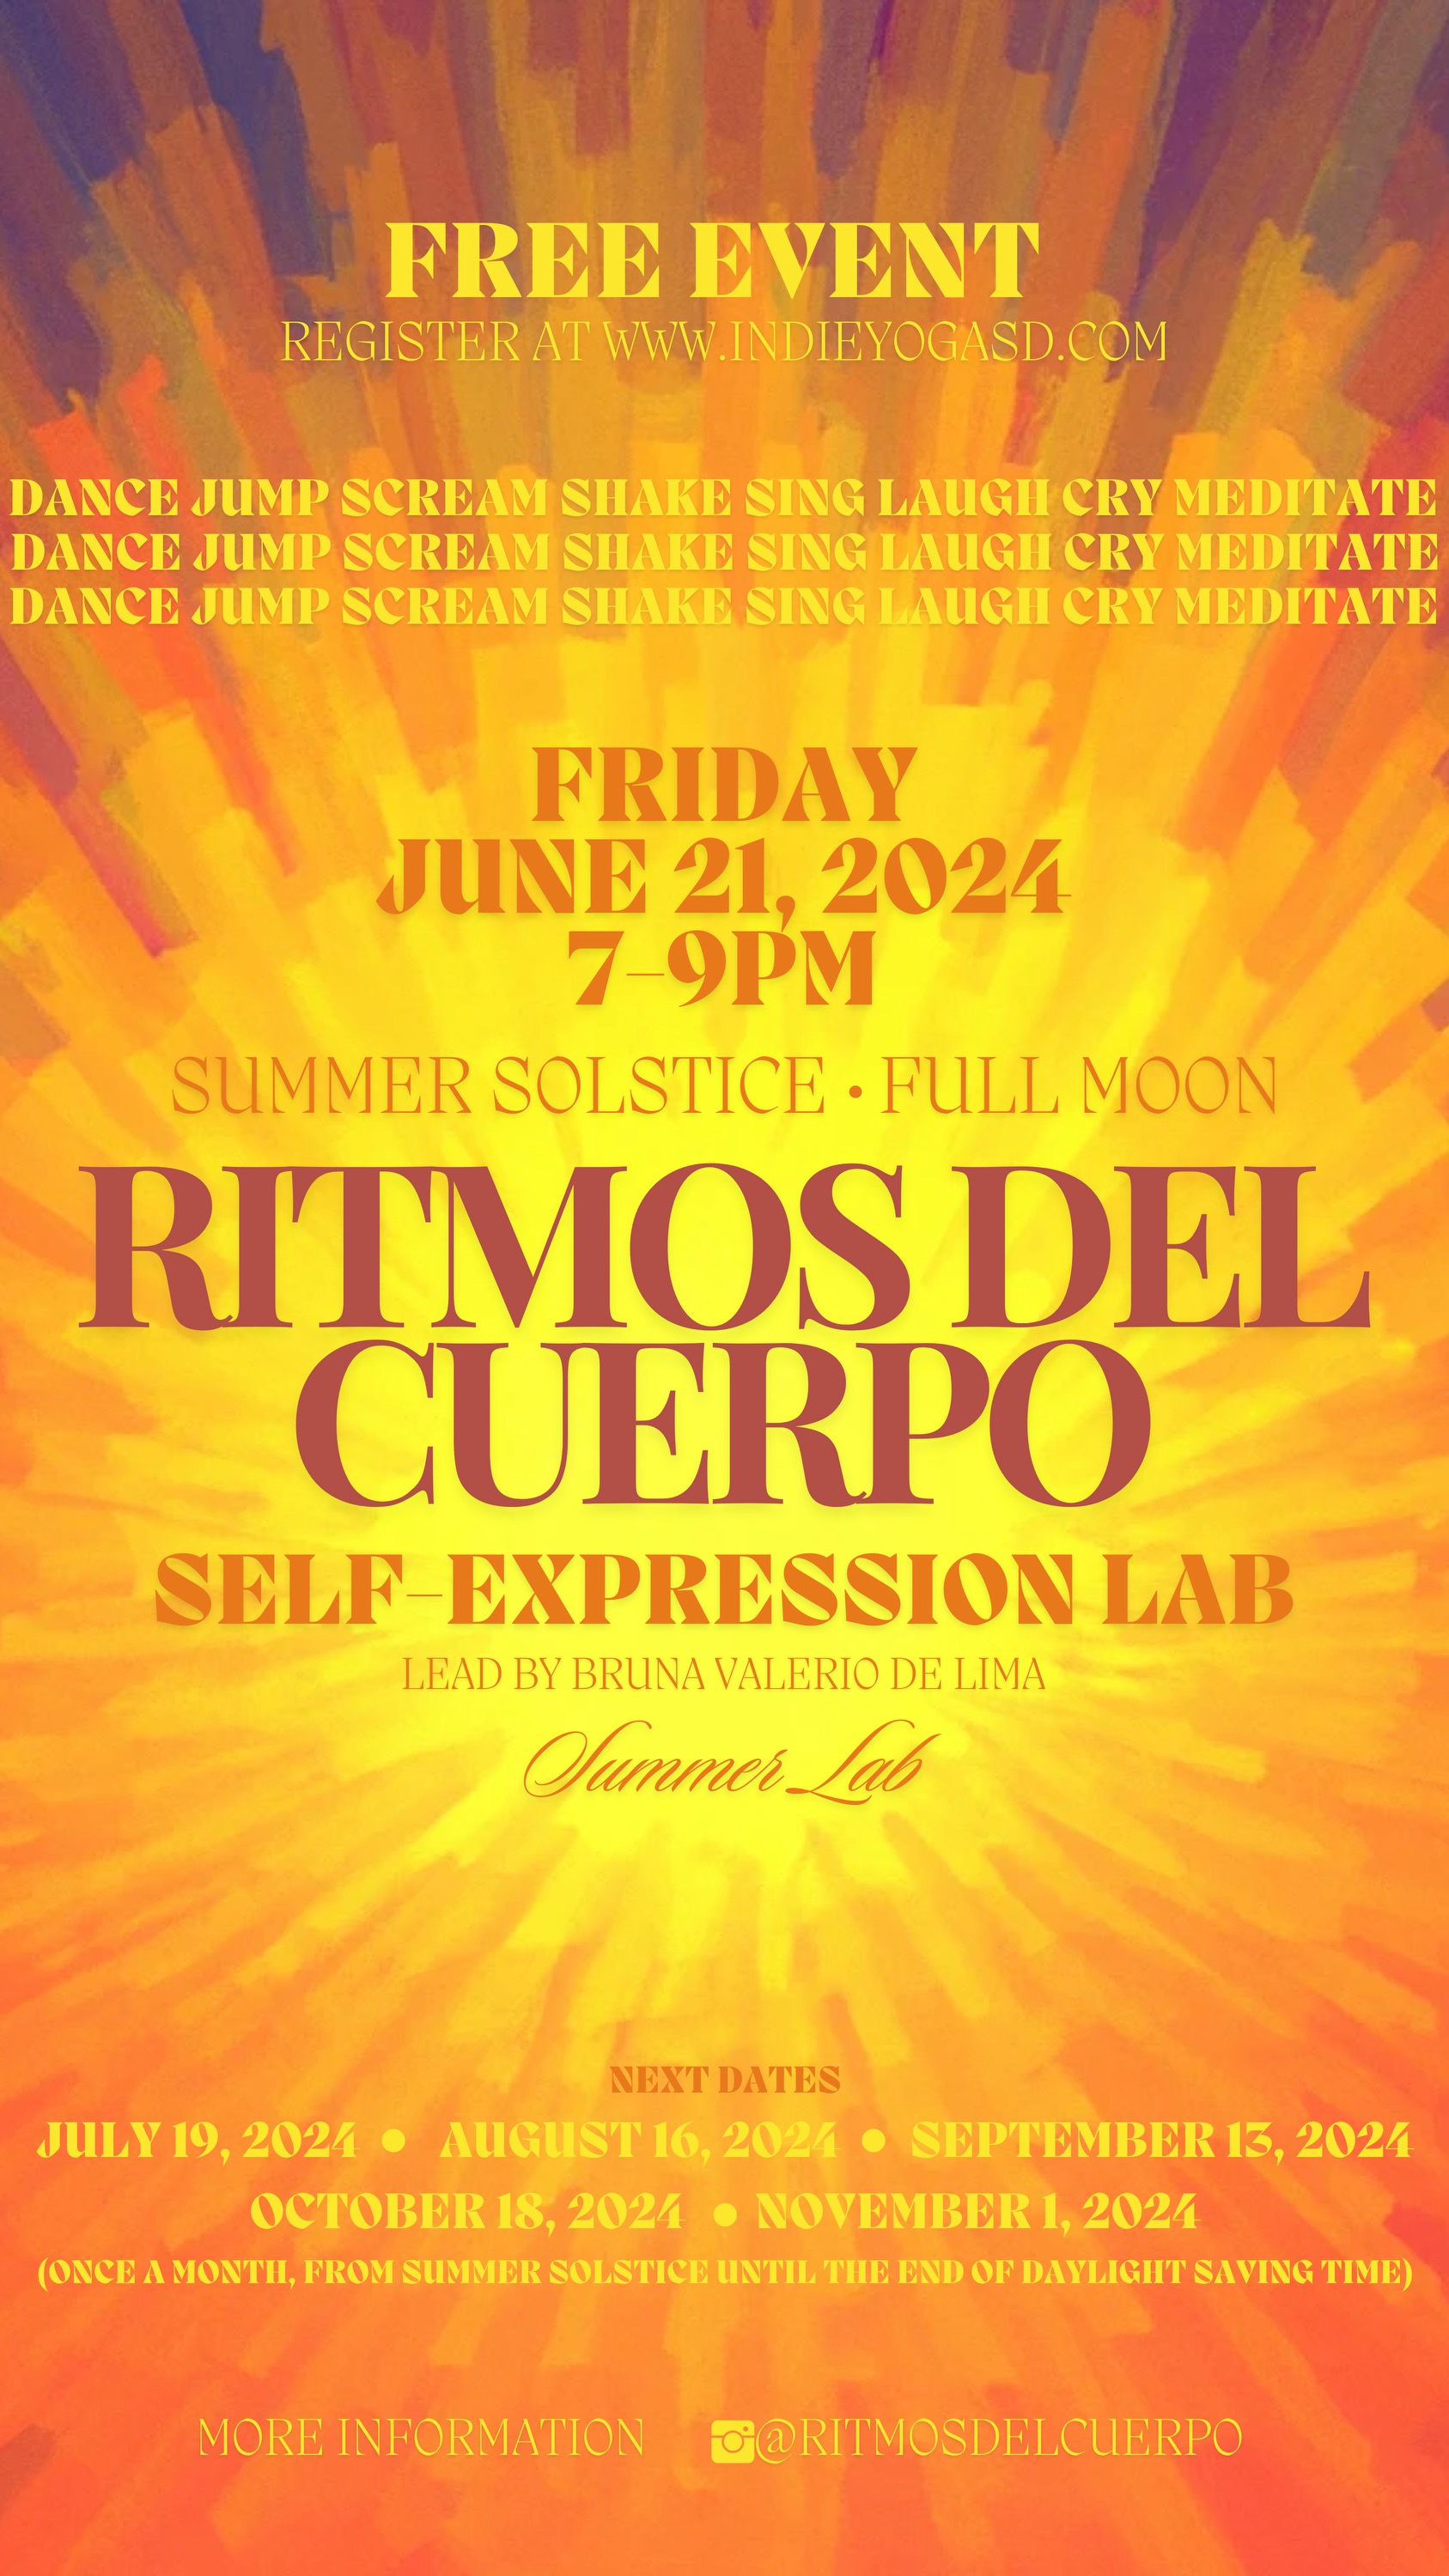 FREE EVENT
REGISTER AT WWW.INDIEYOGASD.COM
DANCE JUMP SCREAM SHAKE SING LAUGH CRY MEDITATE
DANCE JUMP SCREAM SHAKE SING LAUGH CRY MEDITATE
DANCE JUMP SCREAM SHAKE SING LAUGH CRY MEDITATE
FRIDAY
JUNE 21, 2024
7-9PM
SUMMER SOLSTICE • FULL MOON
RITMOS DEL
CUERPO
SELF-EXPRESSION LAB
LEAD BY BRUNA VALERIO DE LIMA
Summer Lab
NEXT DATES
JULY 19, 2024 ● AUGUST 16, 2024 ● SEPTEMBER 13, 2024
OCTOBER 18, 2024 ● NOVEMBER 1, 2024
(ONCE A MONTH, FROM SUMMER SOLSTICE UNTIL THE END OF DAYLIGHT SAVING TIME)
MORE INFORMATION @RITMOSDELCUERPO